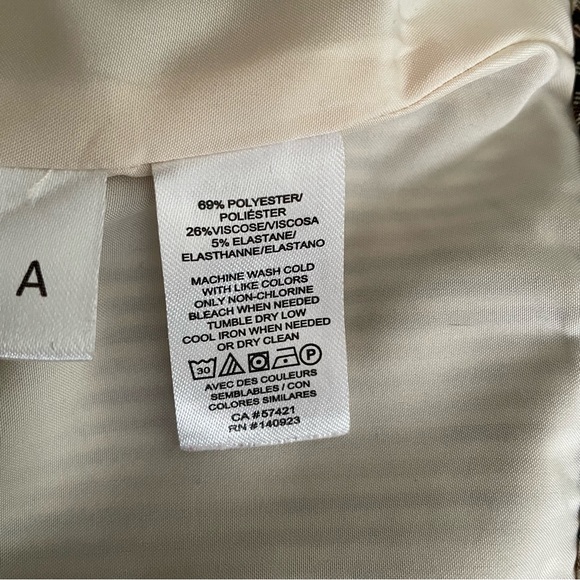 A
69% POLYESTER/
POLIÉSTER
26%VISCOSE/VISCOSA
5% ELASTANE/
ELASTHANNE/ELASTANO
MACHINE WASH COLD
WITH LIKE COLORS
ONLY NON-CHLORINE
BLEACH WHEN NEEDED
TUMBLE DRY LOW
COOL IRON WHEN NEEDED
OR DRY CLEAN
30 P
AVEC DES COULEURS
SEMBLABLES / CON
COLORES SIMILARES
CA #57421
RN #140923